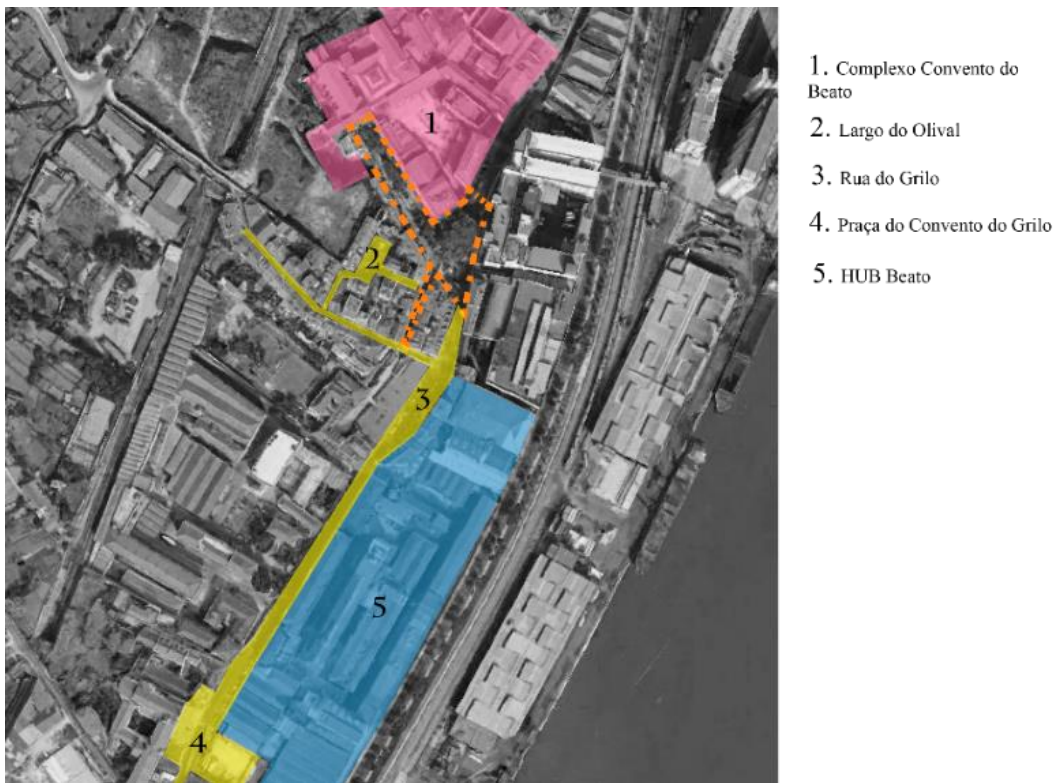 1
2
3
4
5
1. Complexo Convento do
Beato
2. Largo do Olival
3. Rua do Grilo
4. Praça do Convento do Grilo
5. HUB Beato